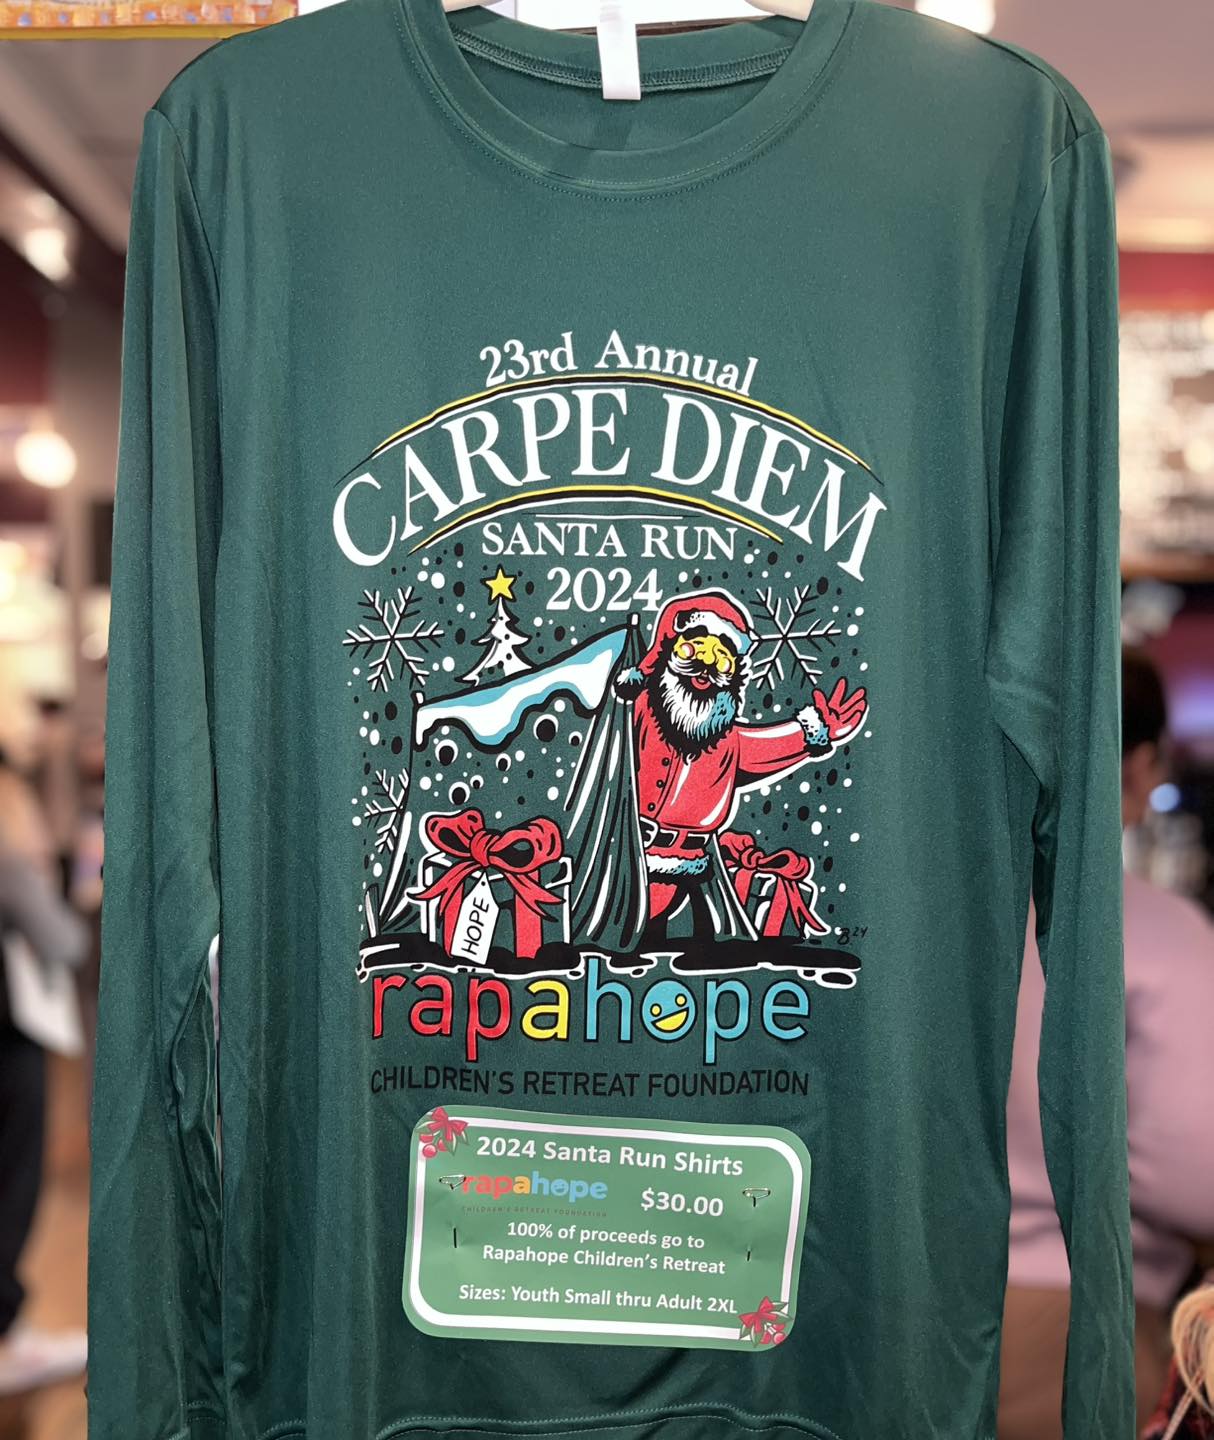 23rd Annual
CARPE DIEM
SANTA RUN
2024
HOPE
B 24
rapahope
CHILDREN'S RETREAT FOUNDATION
2024 Santa Run Shirts
rapahope
CHILDREN'S RETREAT FOUNDATION
$30.00
100% of proceeds go to
Rapahope Children's Retreat
Sizes: Youth Small thru Adult 2XL